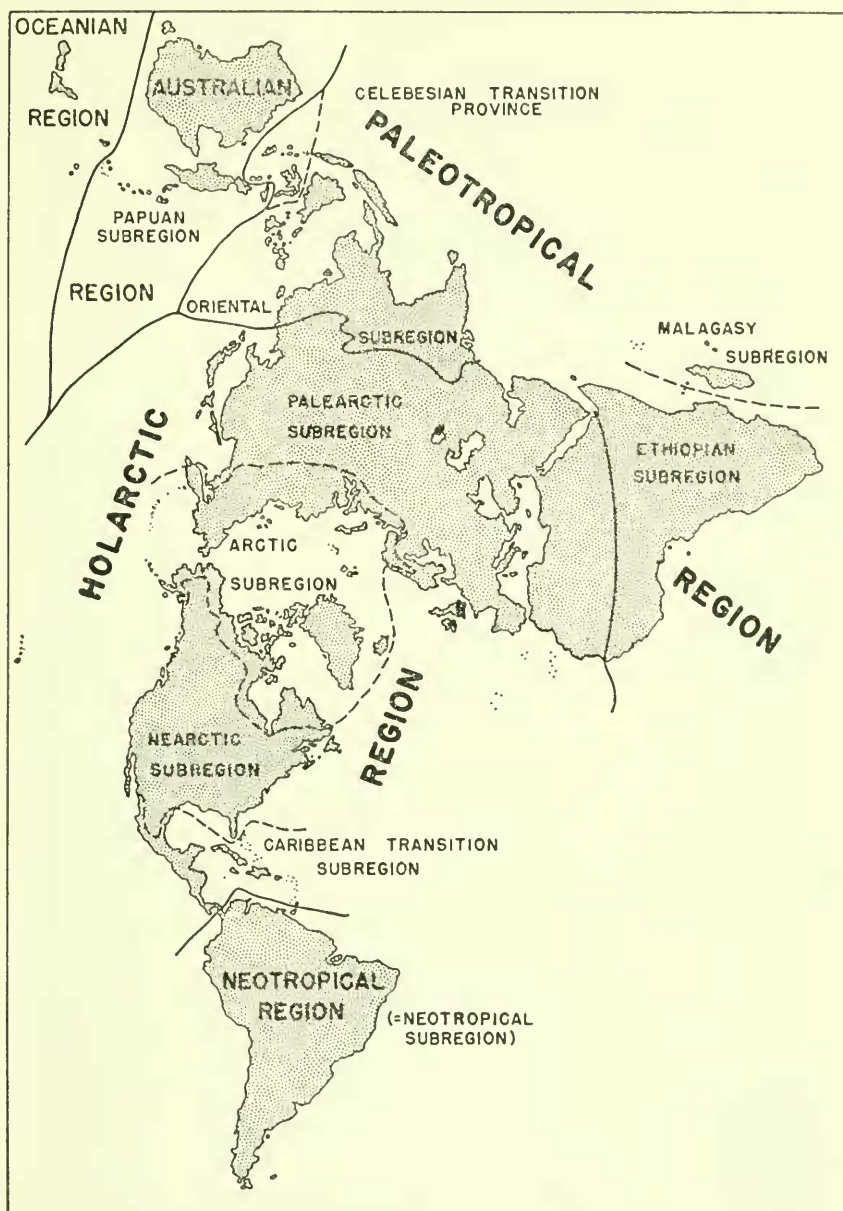 OCEANIAN
REGION
AUSTRALIAN
CELEBESIAN TRANSITION
PROVINCE
PALEOTROPICAL
PAPUAN
SUBREGION
REGION
ORIENTAL
SUBREGION
MALAGASY
SUBREGION
PALEARCTIC
SUBREGION
ETHIOPIAN
SUBREGION
HOLARCTIC
ARCTIC
SUBREGION
REGION
REGION
NEARCTIC
SUBREGION
CARIBBEAN TRANSITION
SUBREGION
NEOTROPICAL
REGION
(=NEOTROPICAL
SUBREGION)